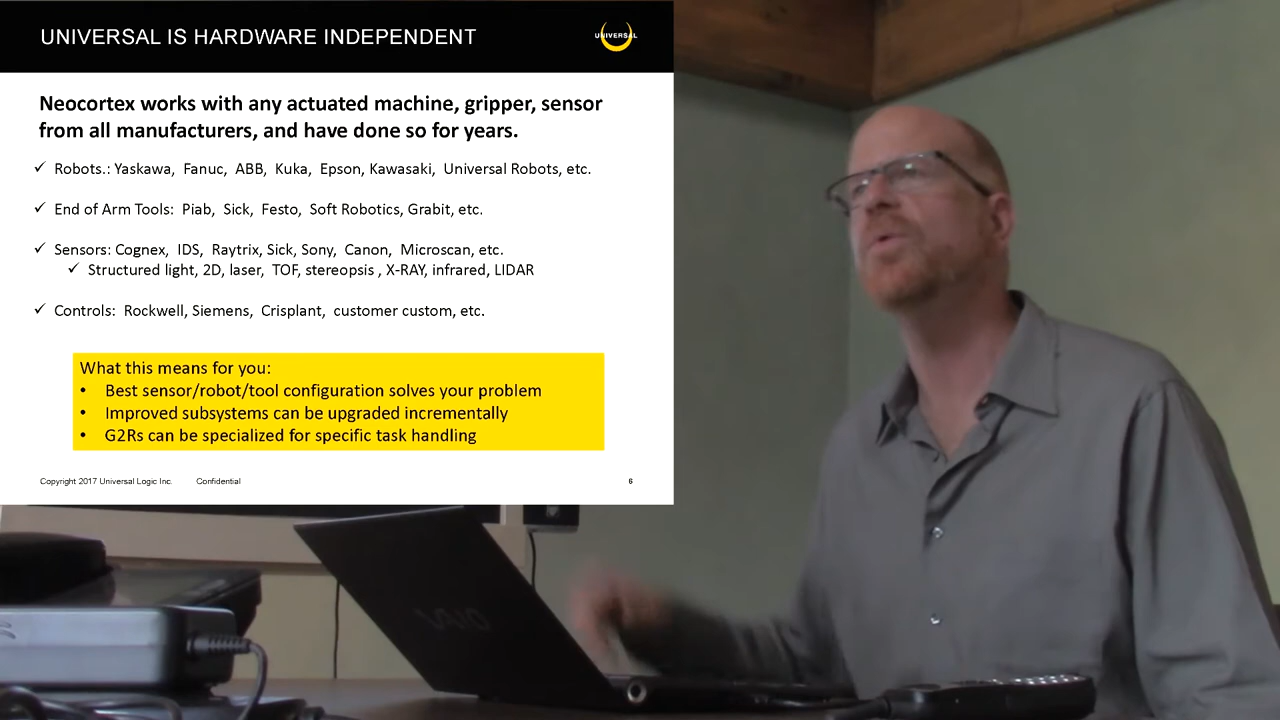 UNIVERSAL IS HARDWARE INDEPENDENT
UNIVERSAL
Neocortex works with any actuated machine, gripper, sensor
from all manufacturers, and have done so for years.
✓ Robots.: Yaskawa, Fanuc, ABB, Kuka, Epson, Kawasaki, Universal Robots, etc.
✓ End of Arm Tools: Piab, Sick, Festo, Soft Robotics, Grabit, etc.
✓ Sensors: Cognex, IDS, Raytrix, Sick, Sony, Canon, Microscan, etc.
✓ Structured light, 2D, laser, TOF, stereopsis , X-RAY, infrared, LIDAR
✓ Controls: Rockwell, Siemens, Crisplant, customer custom, etc.
What this means for you:
• Best sensor/robot/tool configuration solves your problem
• Improved subsystems can be upgraded incrementally
• G2Rs can be specialized for specific task handling
Copyright 2017 Universal Logic Inc. Confidential 6
VAIO